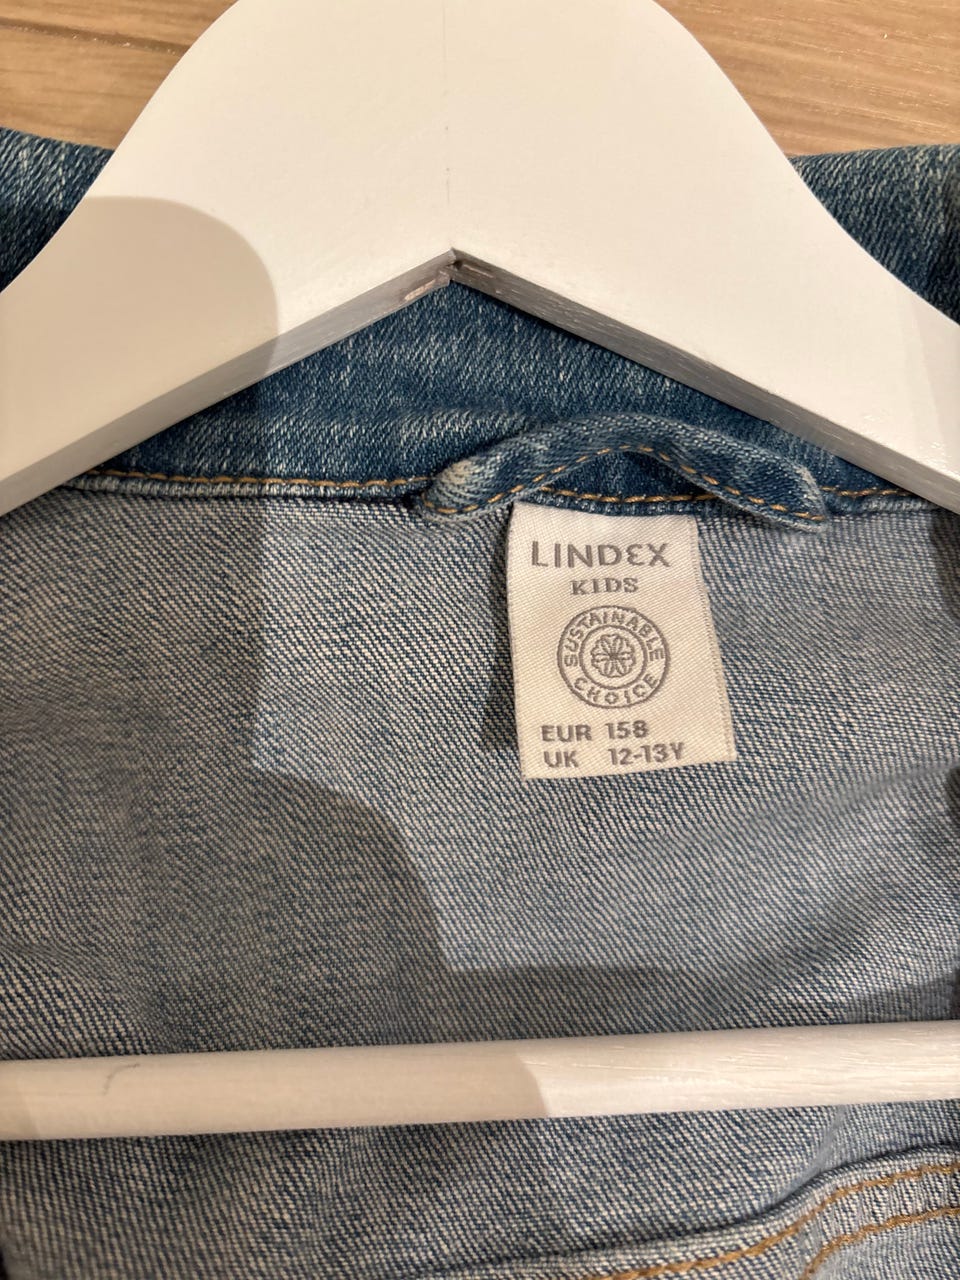 LINDEX
KIDS
SUSTAINABLE
CHOICE
EUR 158
UK 12-13Y